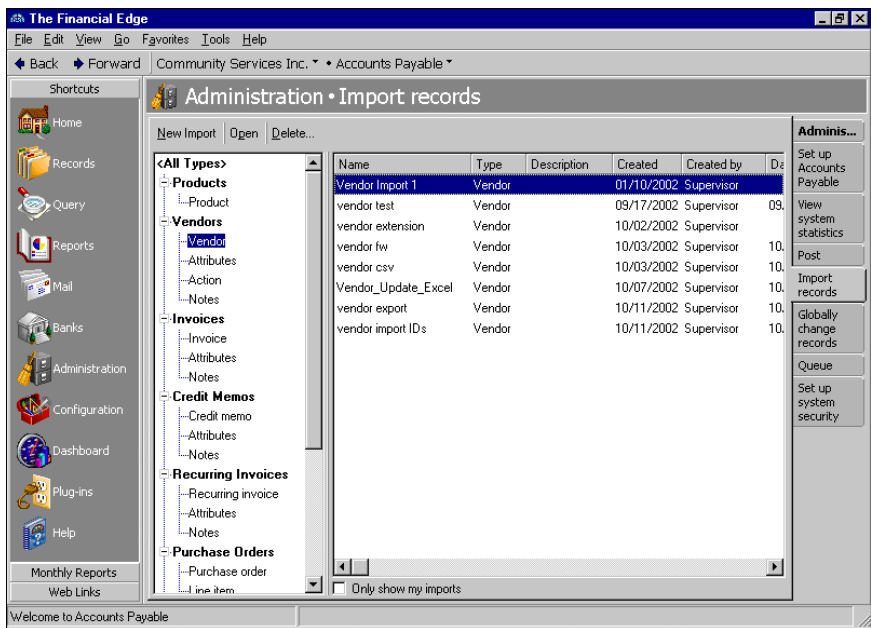 The Financial Edge
File Edit View Go Favorites Tools Help
Back Forward Community Services Inc. • Accounts Payable
Shortcuts
Home
Records
Query
Reports
Mail
Banks
Administration
Configuration
Dashboard
Plug-ins
Help
Monthly Reports
Web Links
Administration • Import records
New Import Open Delete...
<All Types>
Products
Product
Vendors
Vendor
Attributes
Action
Notes
Invoices
Invoice
Attributes
Notes
Credit Memos
Credit memo
Attributes
Notes
Recurring Invoices
Recurring invoice
Attributes
Notes
Purchase Orders
Purchase order
Line item
Name Type Description Created Created by Da
Vendor Import 1 Vendor 01/10/2002 Supervisor
vendor test Vendor 09/17/2002 Supervisor 09.
vendor extension Vendor 10/02/2002 Supervisor
vendor fw Vendor 10/03/2002 Supervisor 10.
vendor csv Vendor 10/03/2002 Supervisor 10.
Vendor_Update_Excel Vendor 10/07/2002 Supervisor 10.
vendor export Vendor 10/11/2002 Supervisor 10.
vendor import IDs Vendor 10/11/2002 Supervisor 10.
Only show my imports
Adminis...
Set up
Accounts
Payable
View
system
statistics
Post
Import
records
Globally
change
records
Queue
Set up
system
security
Welcome to Accounts Payable